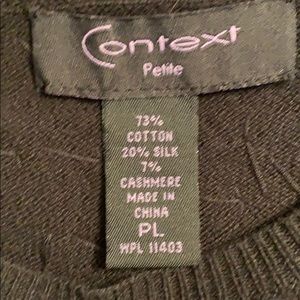 Context
Petite
73%
COTTON
20% SILK
7%
CASHMERE
MADE IN
CHINA
PL
WPL 11403